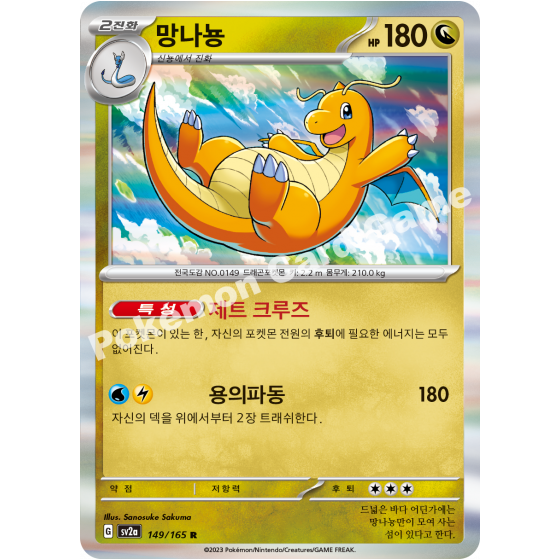 2진화
망나뇽
HP 180
신뇽에서 진화
전국도감 NO.0149 드래곤포켓몬 키: 2.2 m 몸무게: 210.0 kg
특성 제트 크루즈
이 포켓몬이 있는 한, 자신의 포켓몬 전원의 후퇴에 필요한 에너지는 모두
없어진다.
용의파동 180
자신의 덱을 위에서부터 2장 트래쉬한다.
약점 저항력 후퇴
Illus. Sanosuke Sakuma
G sv2a 149/165 R
드넓은 바다 어딘가에는
망나뇽만이 모여 사는
섬이 있다고 한다.
©2023 Pokémon/Nintendo/Creatures/GAME FREAK.
Pokémon Card Game